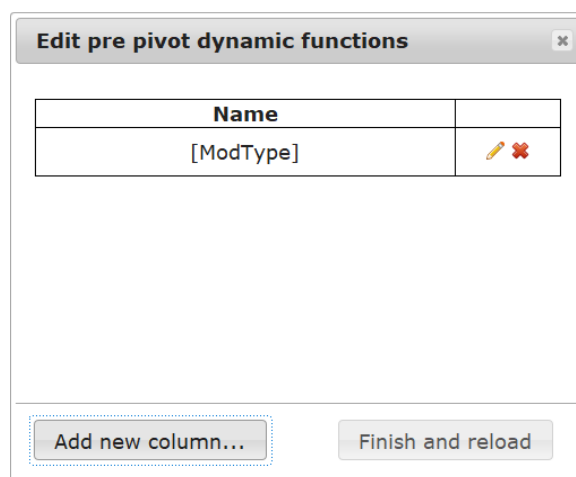 Edit pre pivot dynamic functions
Name
[ModType]
Add new column...
Finish and reload